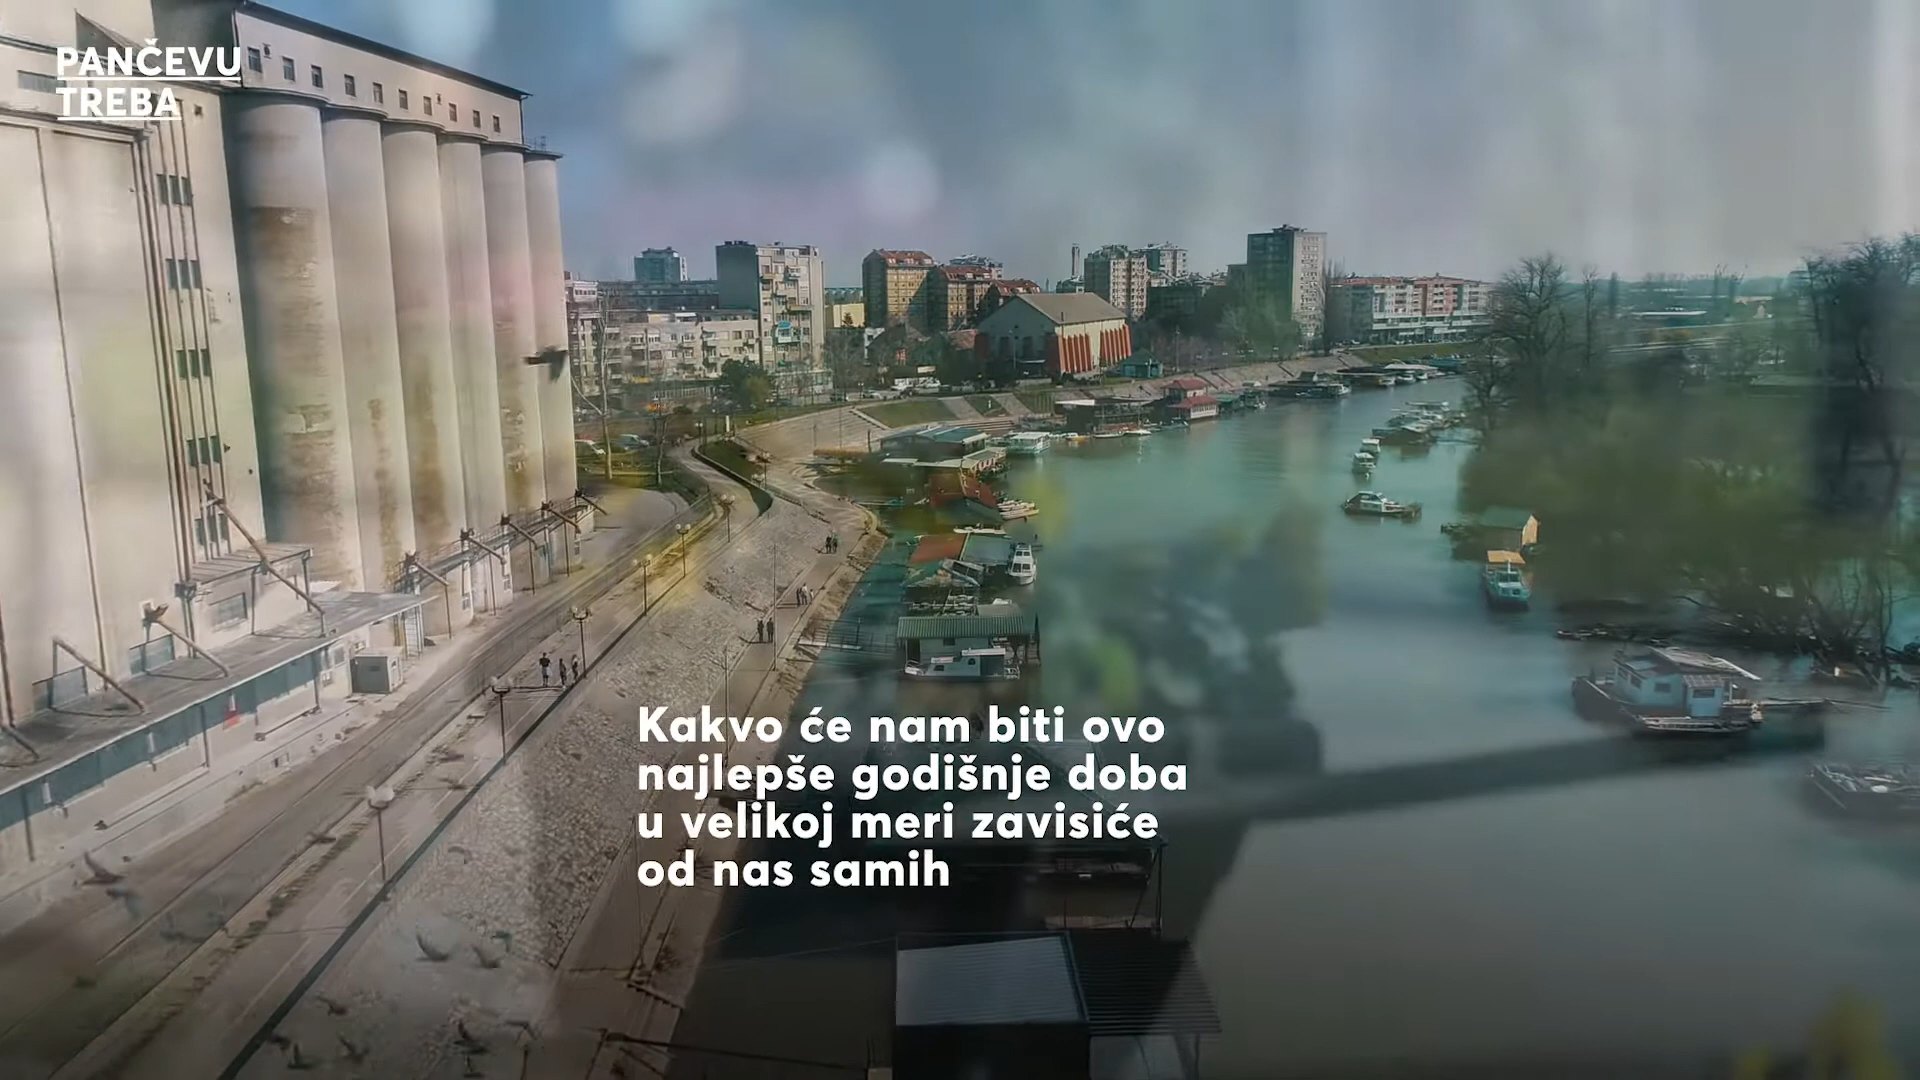 PANČEVU
TREBA
Kakvo će nam biti ovo
najlepše godišnje doba
u velikoj meri zavisiće
od nas samih